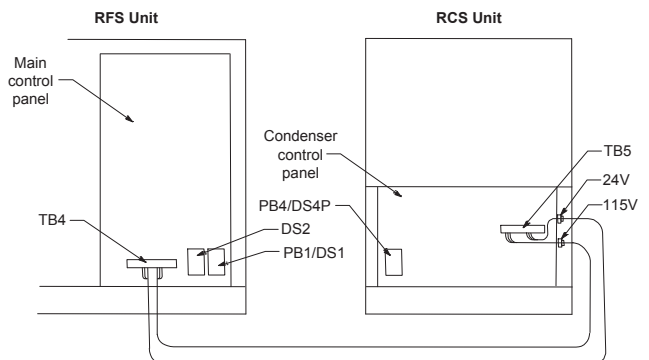 RFS Unit
RCS Unit
Main
control
panel
TB4
DS2
PB1/DS1
Condenser
control
panel
PB4/DS4P
TB5
24V
115V